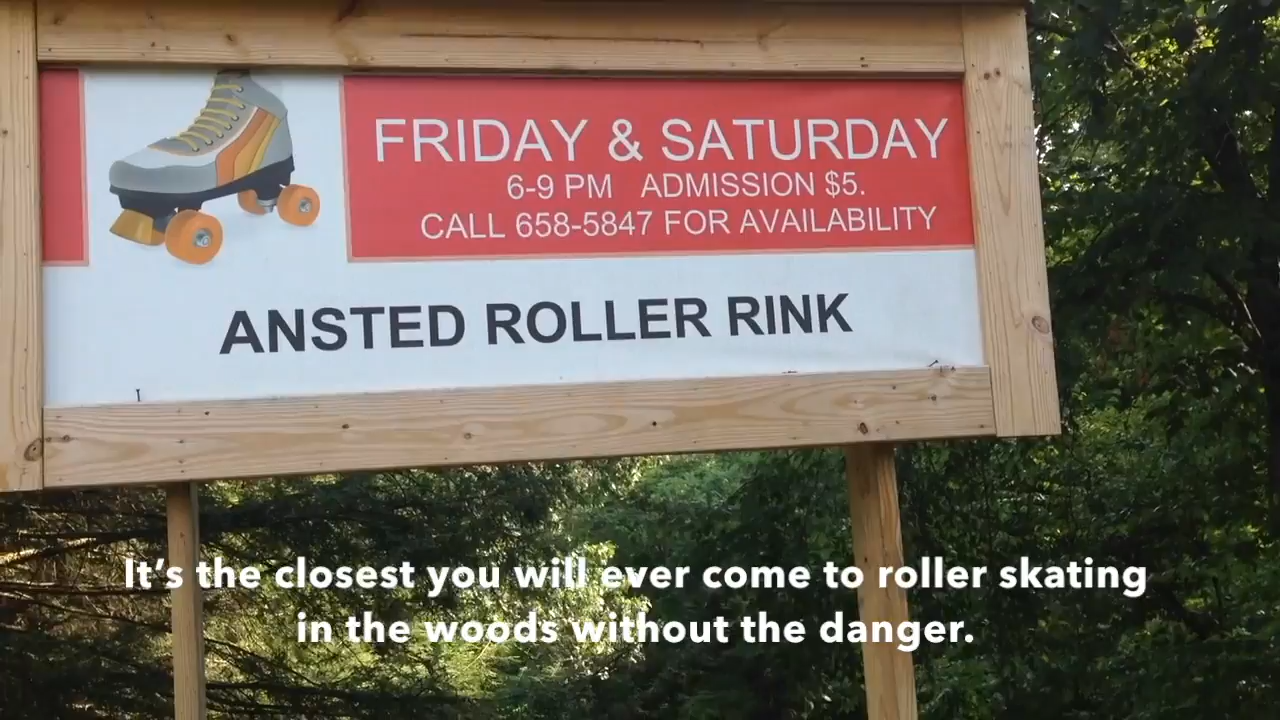 FRIDAY & SATURDAY
6-9 PM ADMISSION $5.
CALL 658-5847 FOR AVAILABILITY
ANSTED ROLLER RINK
It’s the closest you will ever come to roller skating
in the woods without the danger.